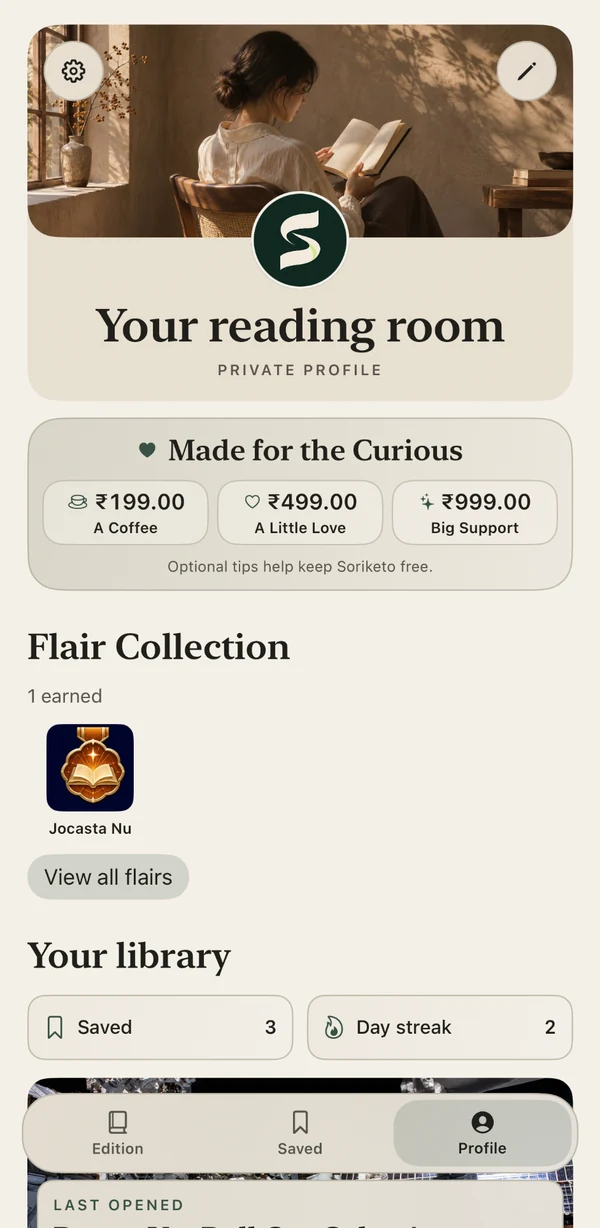 Your reading room
PRIVATE PROFILE
Made for the Curious
₹199.00
A Coffee
₹499.00
A Little Love
₹999.00
Big Support
Optional tips help keep Soriketo free.
Flair Collection
1 earned
Jocasta Nu
View all flairs
Your library
Saved 3
Day streak 2
Edition
Saved
Profile
LAST OPENED